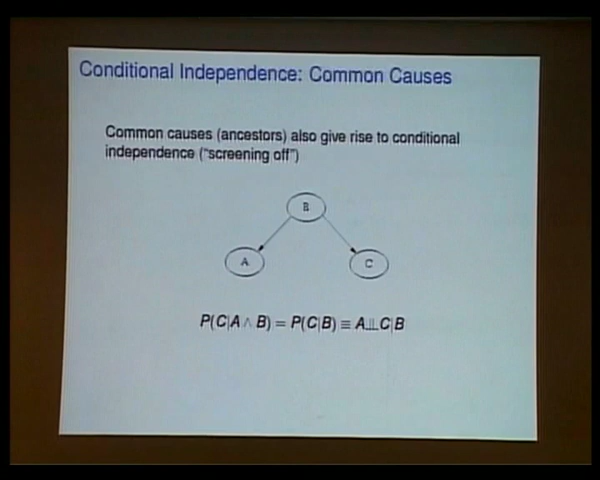 Conditional Independence: Common Causes
Common causes (ancestors) also give rise to conditional
independence ("screening off")
B
A
C
P(C|A ∧ B) = P(C|B) ≡ A⫫C|B